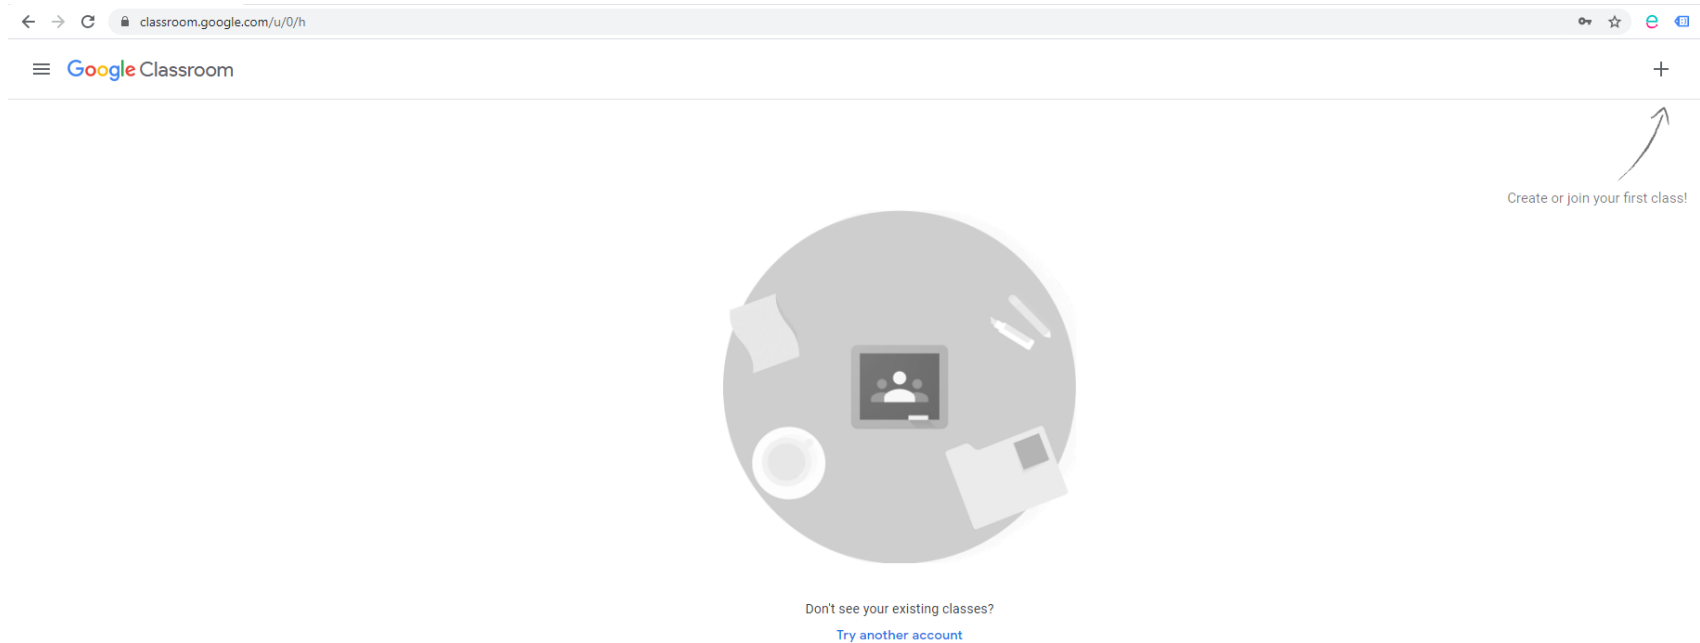 classroom.google.com/u/0/h
Google Classroom
Create or join your first class!
Don't see your existing classes?
Try another account